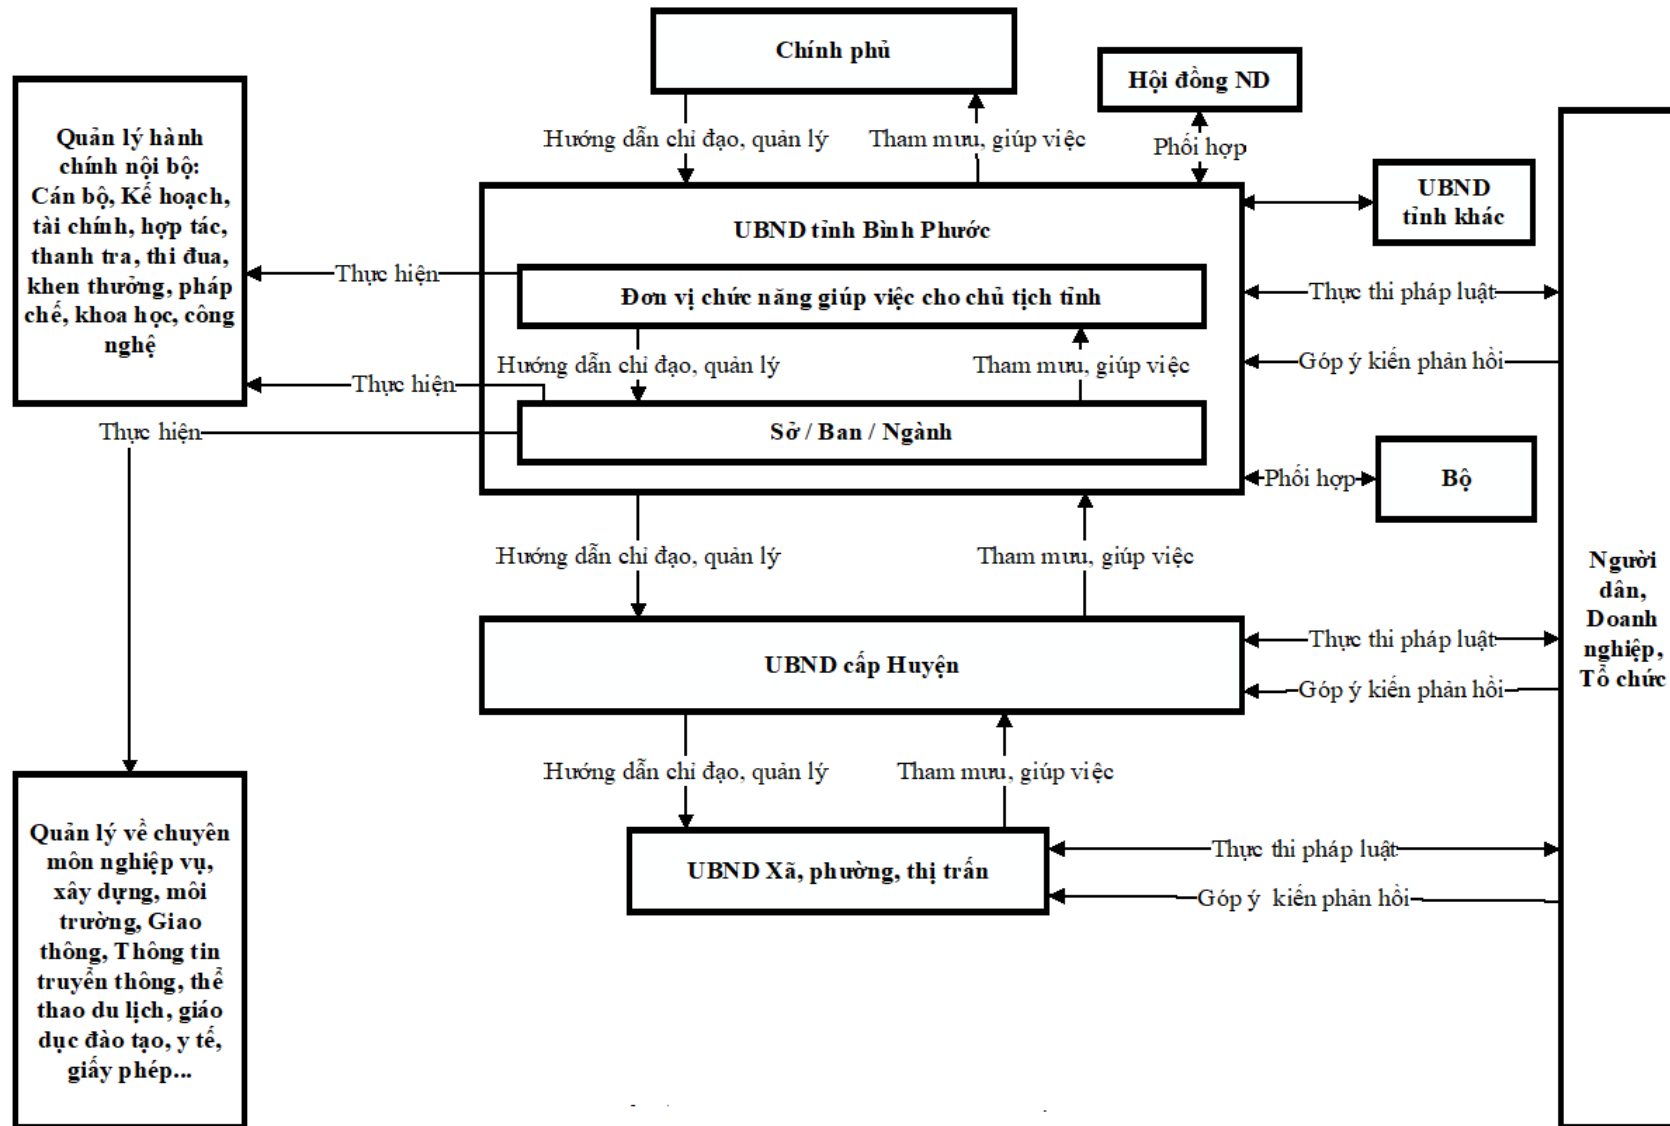 Chính phủ
Hội đồng ND
Hướng dẫn chỉ đạo, quản lý
Tham mưu, giúp việc
Phối hợp
Quản lý hành
chính nội bộ:
Cán bộ, Kế hoạch,
tài chính, hợp tác,
thanh tra, thi đua,
khen thưởng, pháp
chế, khoa học, công
nghệ
UBND
tỉnh khác
UBND tỉnh Bình Phước
Thực hiện
Đơn vị chức năng giúp việc cho chủ tịch tỉnh
Thực thi pháp luật
Hướng dẫn chỉ đạo, quản lý
Tham mưu, giúp việc
Góp ý kiến phản hồi
Thực hiện
Thực hiện
Sở / Ban / Ngành
Phối hợp
Bộ
Hướng dẫn chỉ đạo, quản lý
Tham mưu, giúp việc
Người
dân,
Doanh
nghiệp,
Tổ chức
UBND cấp Huyện
Thực thi pháp luật
Góp ý kiến phản hồi
Hướng dẫn chỉ đạo, quản lý
Tham mưu, giúp việc
Quản lý về chuyên
môn nghiệp vụ,
xây dựng, môi
trường, Giao
thông, Thông tin
truyển thông, thể
thao du lịch, giáo
dục đào tạo, y tế,
giấy phép...
UBND Xã, phường, thị trấn
Thực thi pháp luật
Góp ý kiến phản hồi